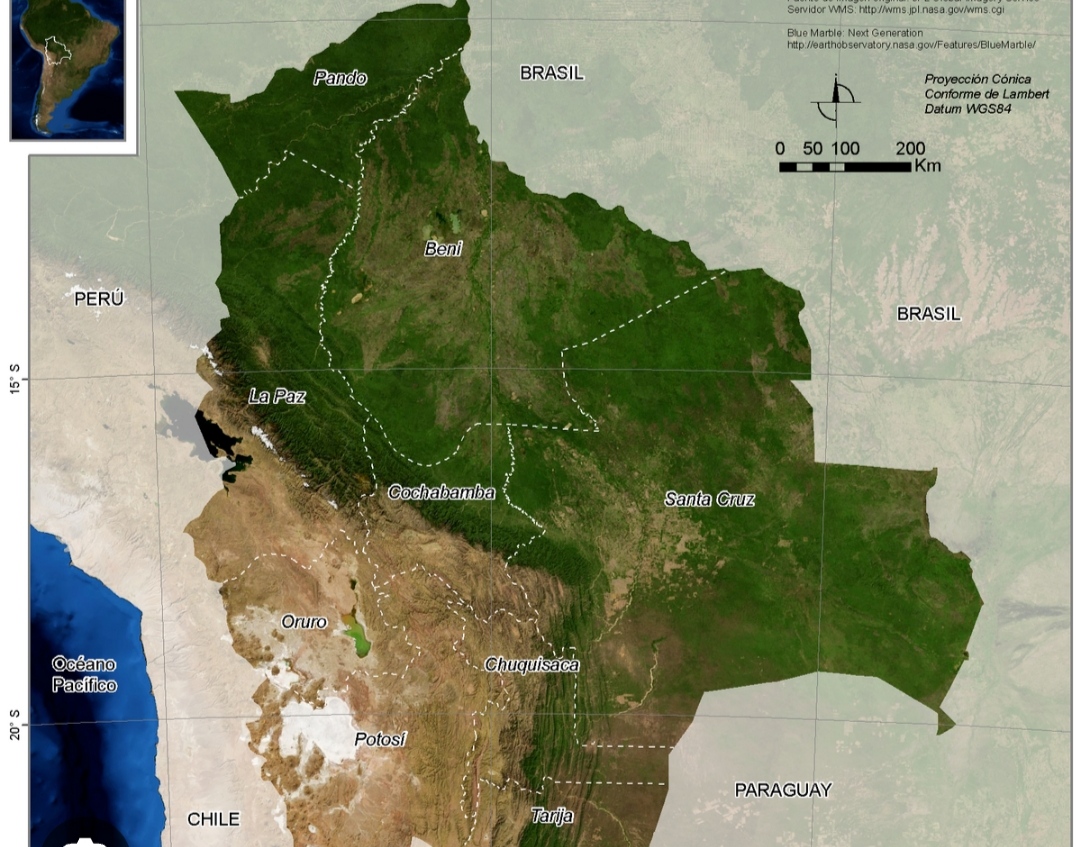 Servidor WMS: http://wms.jpl.nasa.gov/wms.cgi
Blue Marble: Next Generation
http://earthobservatory.nasa.gov/Features/BlueMarble/
Pando
BRASIL
Proyección Cónica
Conforme de Lambert
Datum WGS84
0 50 100 200
Km
Beni
PERÚ
BRASIL
15° S
La Paz
Cochabamba
Santa Cruz
Oruro
Océano
Pacífico
Chuquisaca
20° S
Potosí
PARAGUAY
CHILE
Tarija